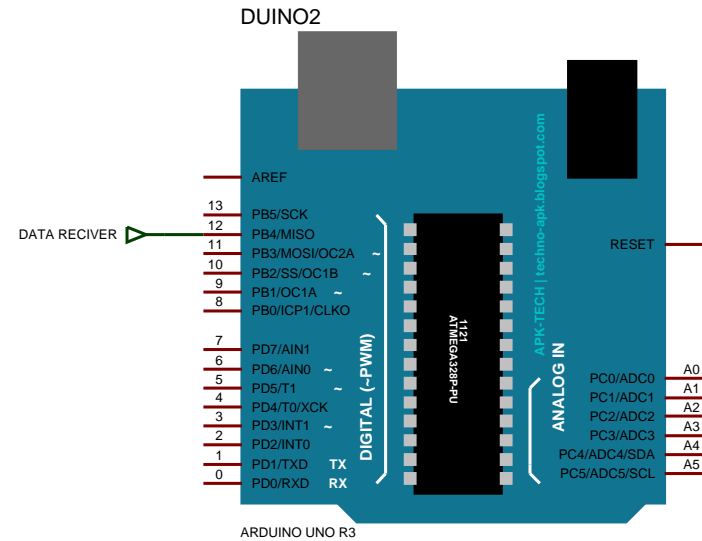 DUINO2
AREF
13 PB5/SCK
DATA RECIVER 12 PB4/MISO
11 PB3/MOSI/OC2A ~
10 PB2/SS/OC1B ~
9 PB1/OC1A ~
8 PB0/ICP1/CLKO
7 PD7/AIN1
6 PD6/AIN0 ~
5 PD5/T1 ~
4 PD4/T0/XCK
3 PD3/INT1 ~
2 PD2/INT0
1 PD1/TXD TX
0 PD0/RXD RX
DIGITAL (~PWM)
1121
ATMEGA328P-PU
APK-TECH | techno-apk.blogspot.com
ANALOG IN
RESET
PC0/ADC0 A0
PC1/ADC1 A1
PC2/ADC2 A2
PC3/ADC3 A3
PC4/ADC4/SDA A4
PC5/ADC5/SCL A5
ARDUINO UNO R3